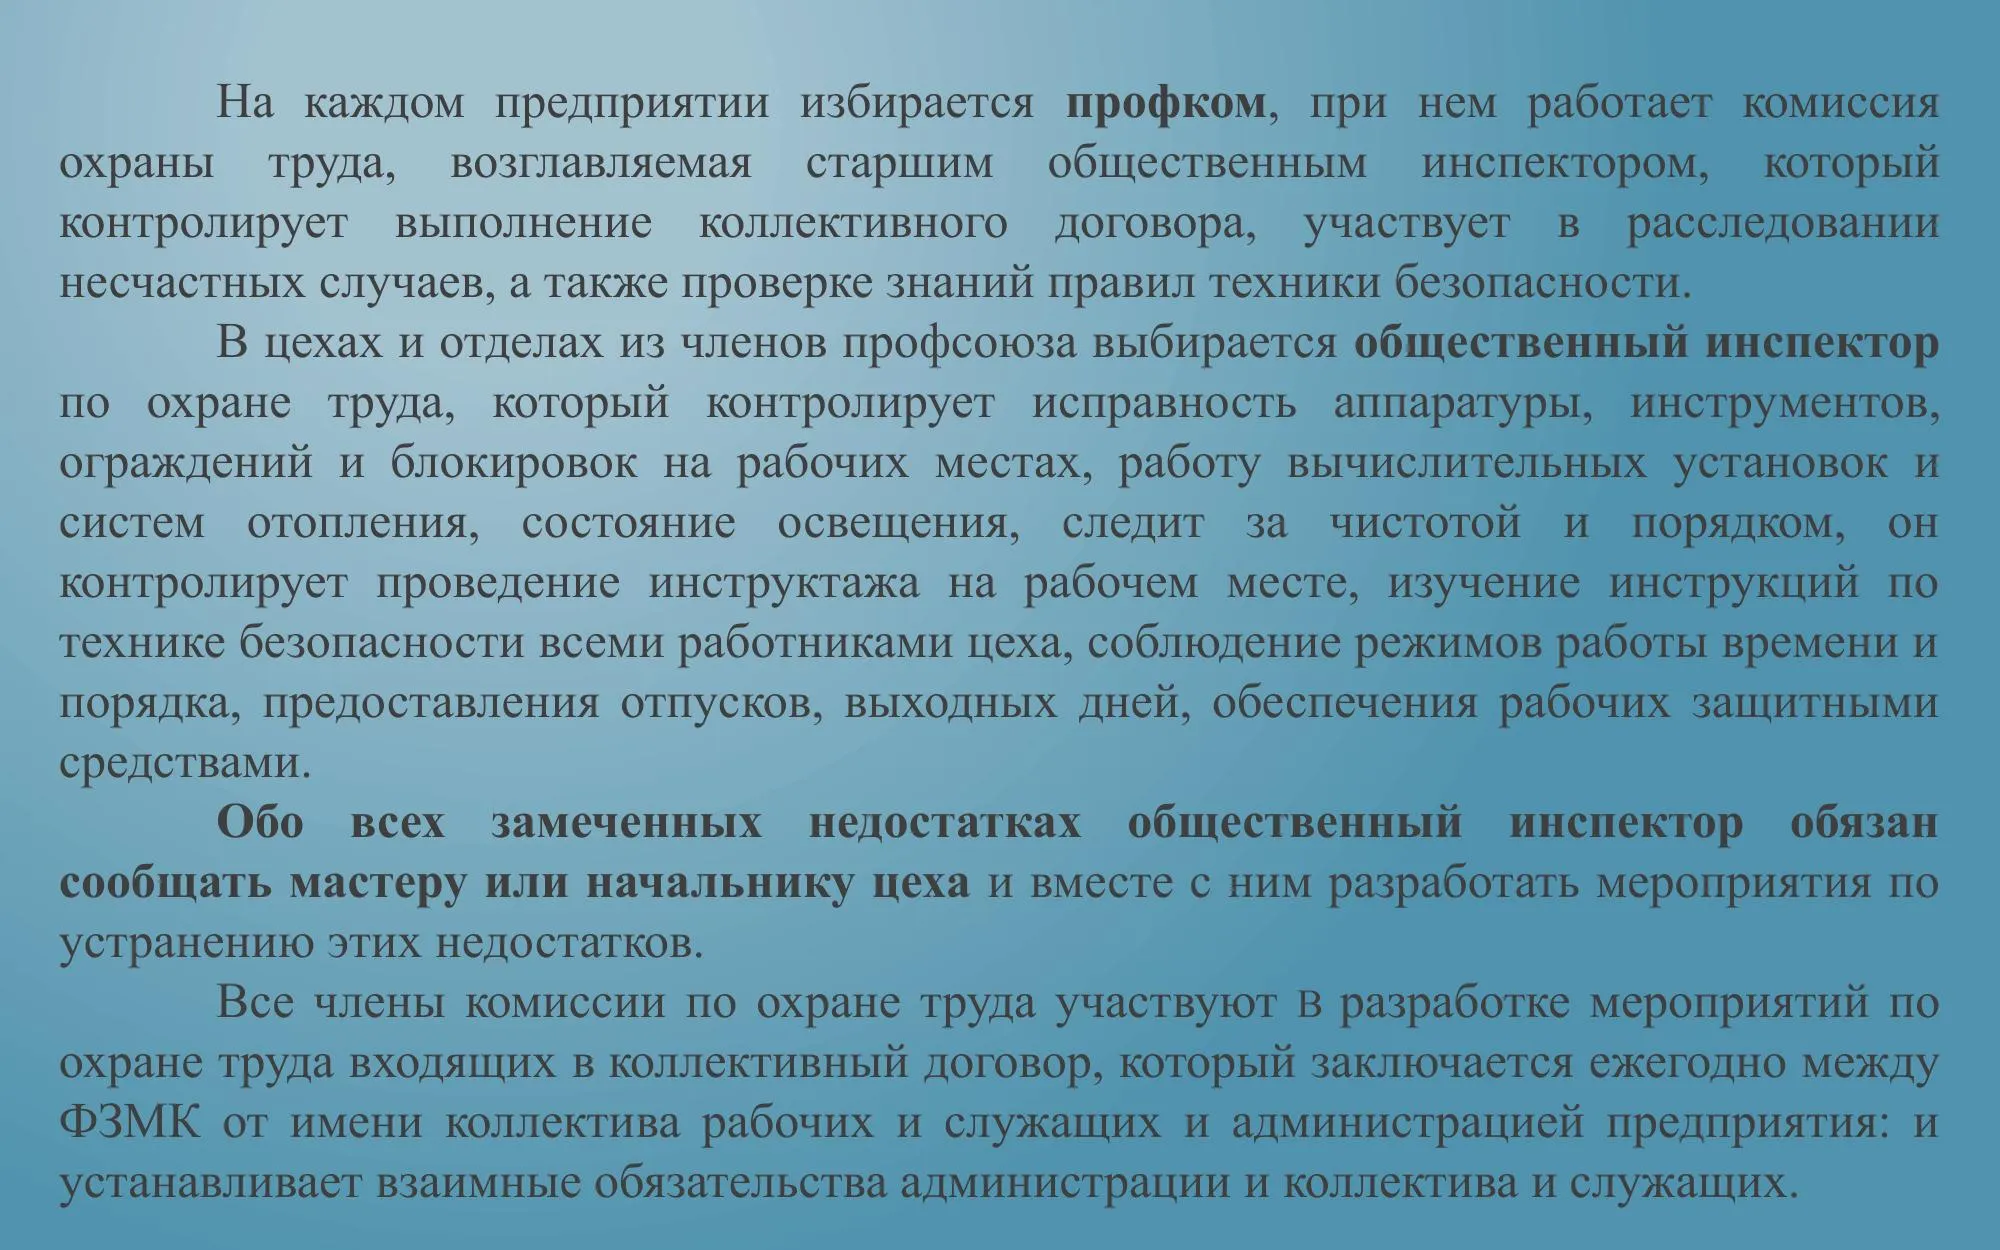 На каждом предприятии избирается профком, при нем работает комиссия
охраны труда, возглавляемая старшим общественным инспектором, который
контролирует выполнение коллективного договора, участвует в расследовании
несчастных случаев, а также проверке знаний правил техники безопасности.
В цехах и отделах из членов профсоюза выбирается общественный инспектор
по охране труда, который контролирует исправность аппаратуры, инструментов,
ограждений и блокировок на рабочих местах, работу вычислительных установок и
систем отопления, состояние освещения, следит за чистотой и порядком, он
контролирует проведение инструктажа на рабочем месте, изучение инструкций по
технике безопасности всеми работниками цеха, соблюдение режимов работы времени и
порядка, предоставления отпусков, выходных дней, обеспечения рабочих защитными
средствами.
Обо всех замеченных недостатках общественный инспектор обязан
сообщать мастеру или начальнику цеха и вместе с ним разработать мероприятия по
устранению этих недостатков.
Все члены комиссии по охране труда участвуют В разработке мероприятий по
охране труда входящих в коллективный договор, который заключается ежегодно между
ФЗМК от имени коллектива рабочих и служащих и администрацией предприятия: и
устанавливает взаимные обязательства администрации и коллектива и служащих.